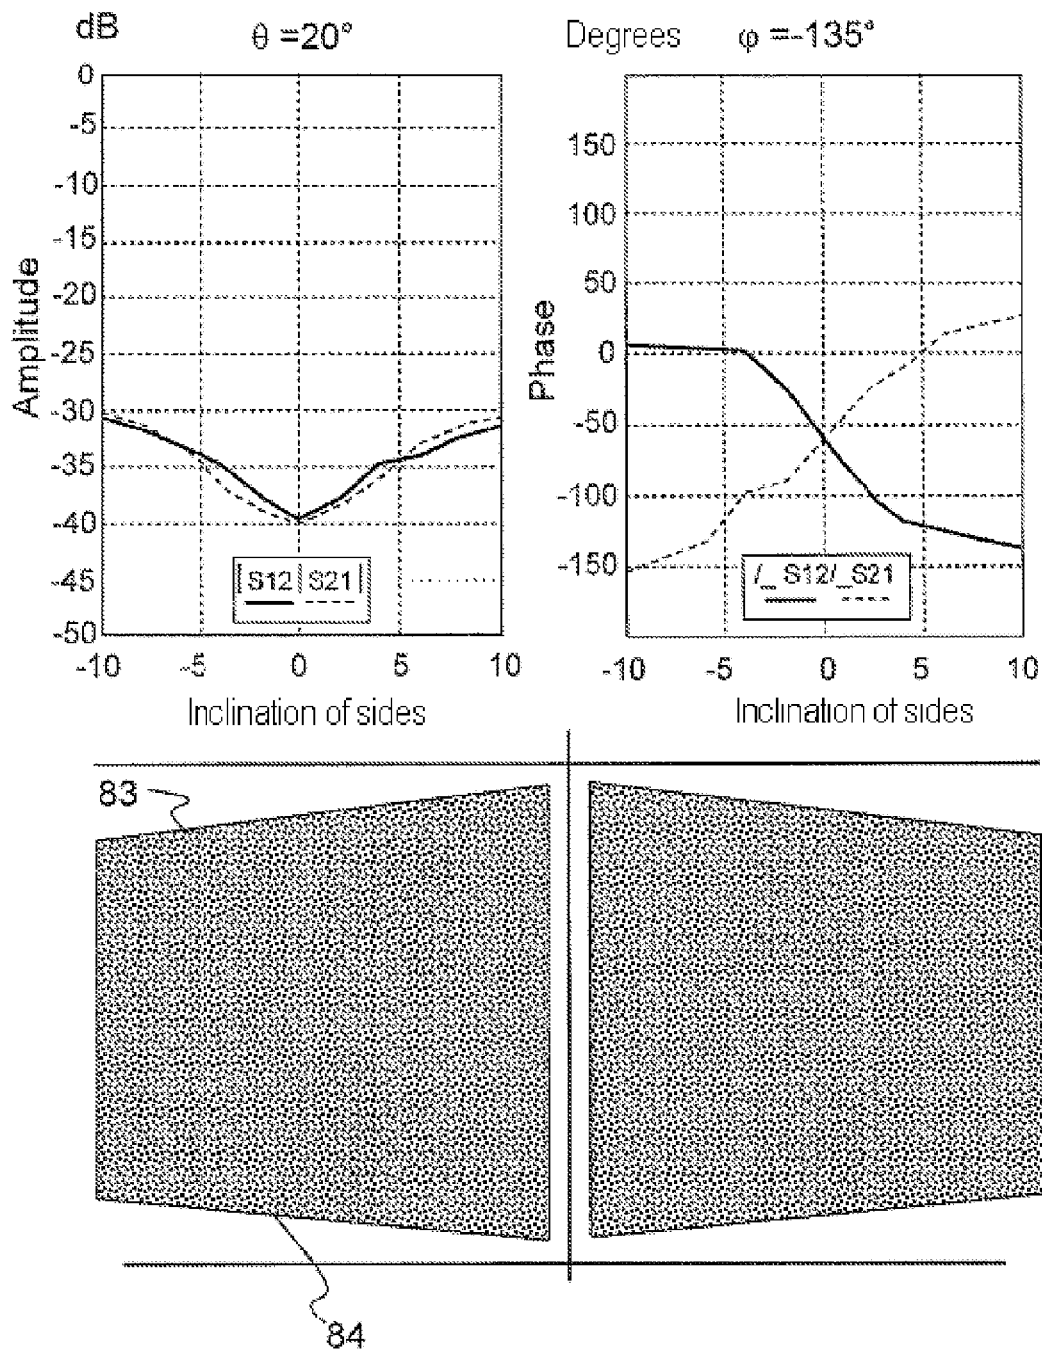 dB
θ =20°
0
-5
-10
-15
-20
-25
-30
-35
-40
-45
-50
Amplitude
| S12 | S21 |
-10 -5 0 5 10
Inclination of sides
Degrees φ =-135°
150
100
50
0
-50
-100
-150
Phase
/_ S12/_S21
-10 -5 0 5 10
Inclination of sides
83
84